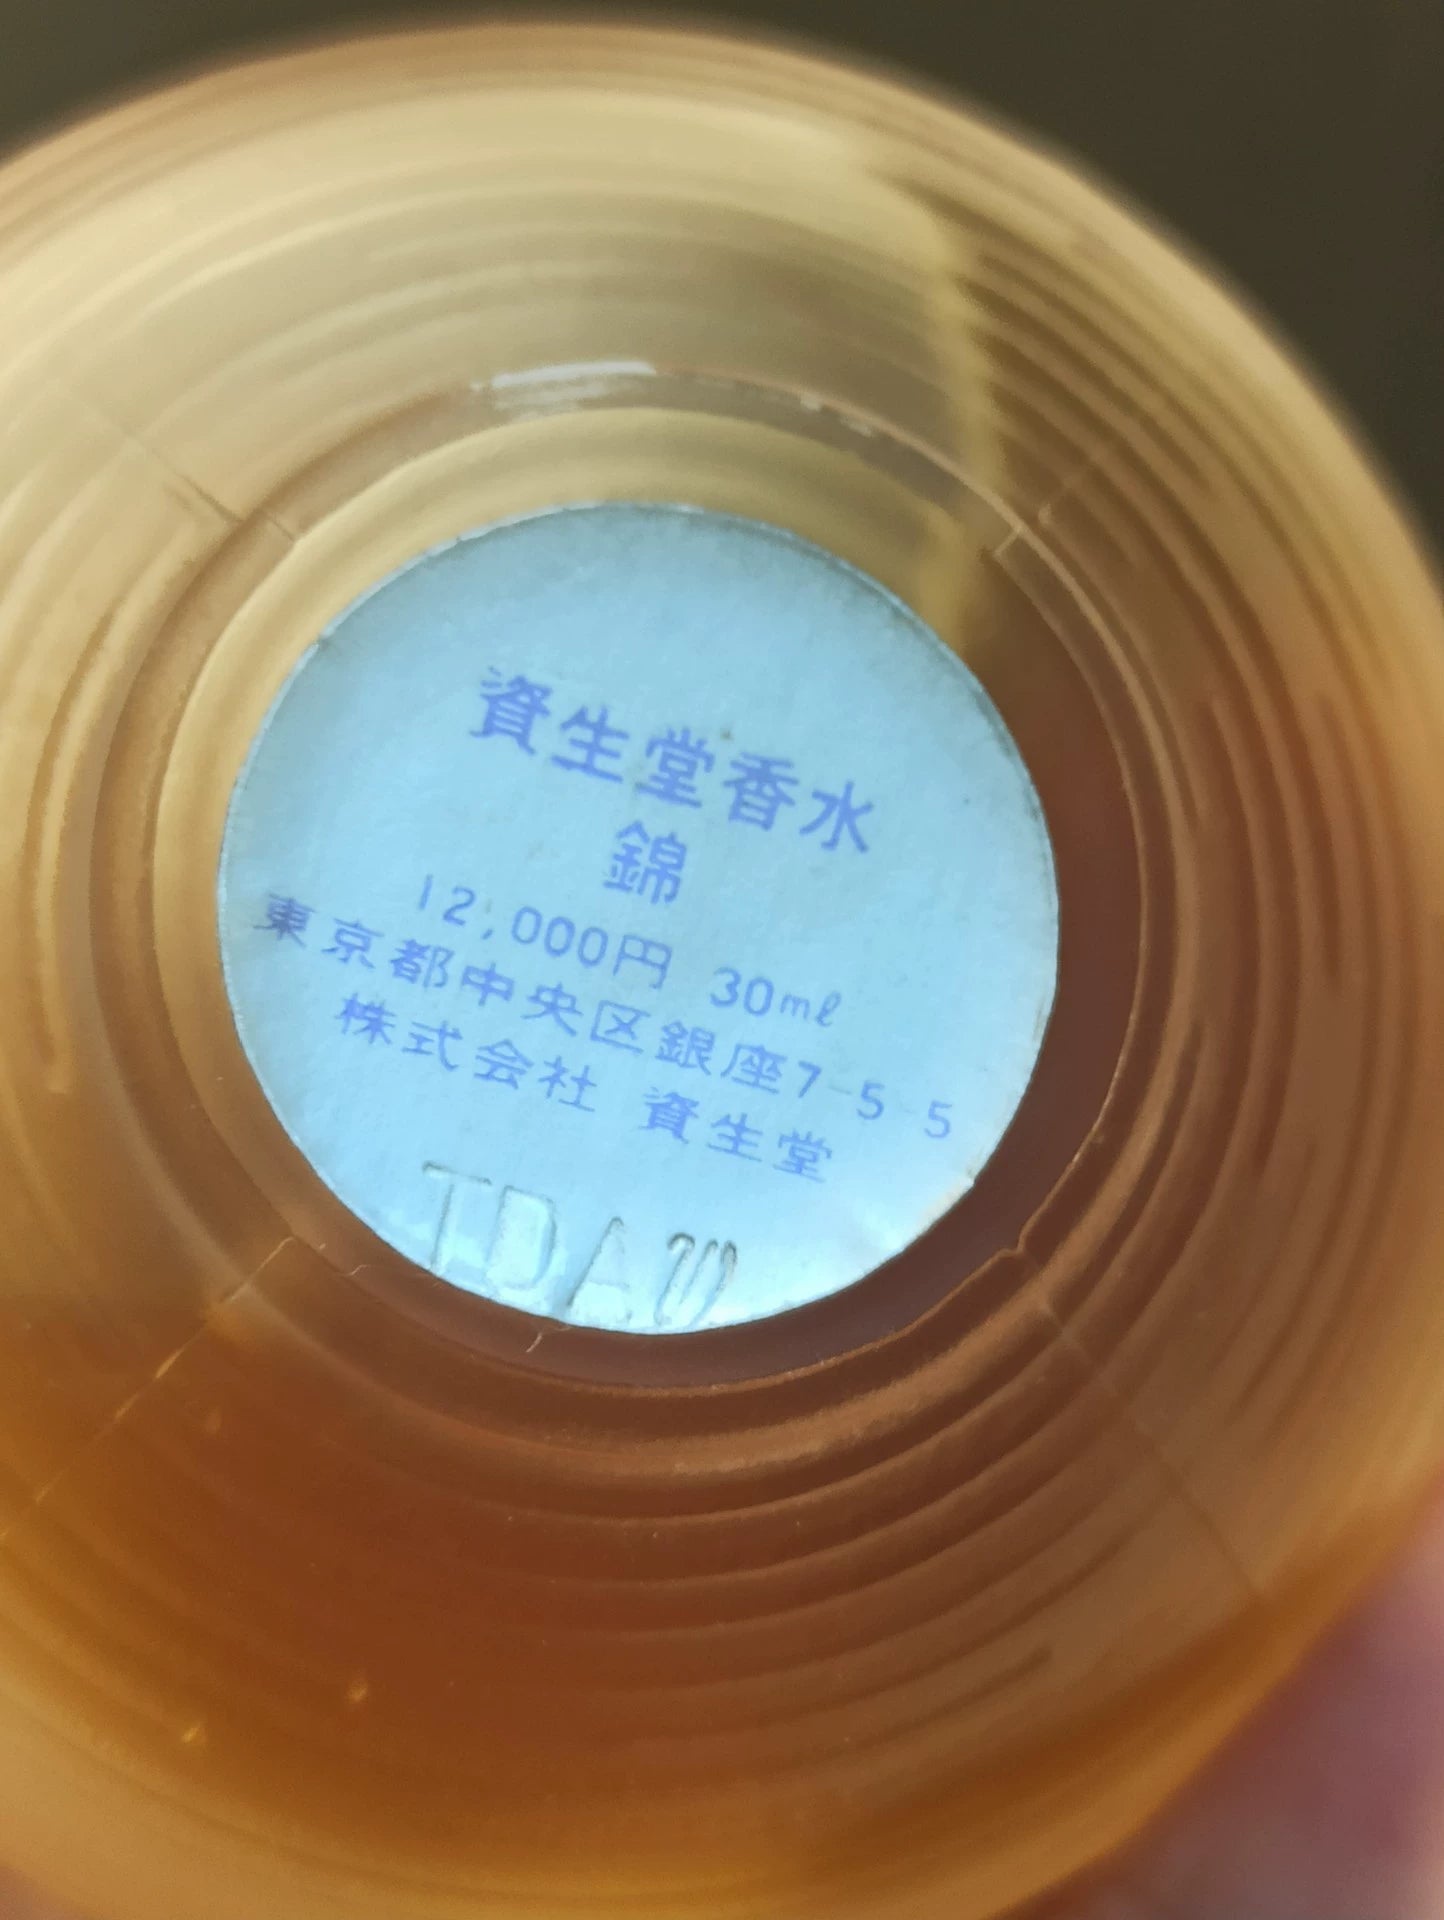 資生堂香水
錦
12,000円 30ml
東京都中央区銀座7-5-5
株式会社 資生堂